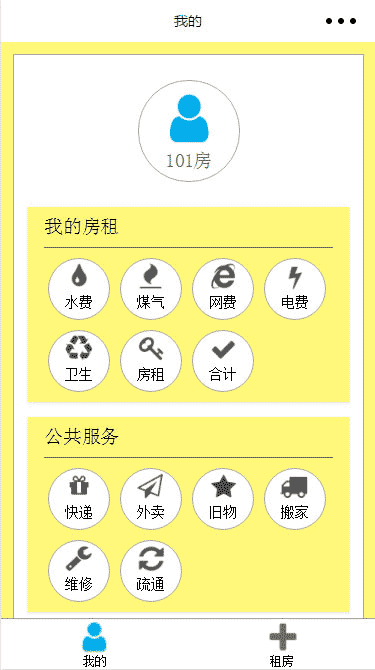 我的
101房
我的房租
水费 煤气 网费 电费
卫生 房租 合计
公共服务
快递 外卖 旧物 搬家
维修 疏通
我的 租房